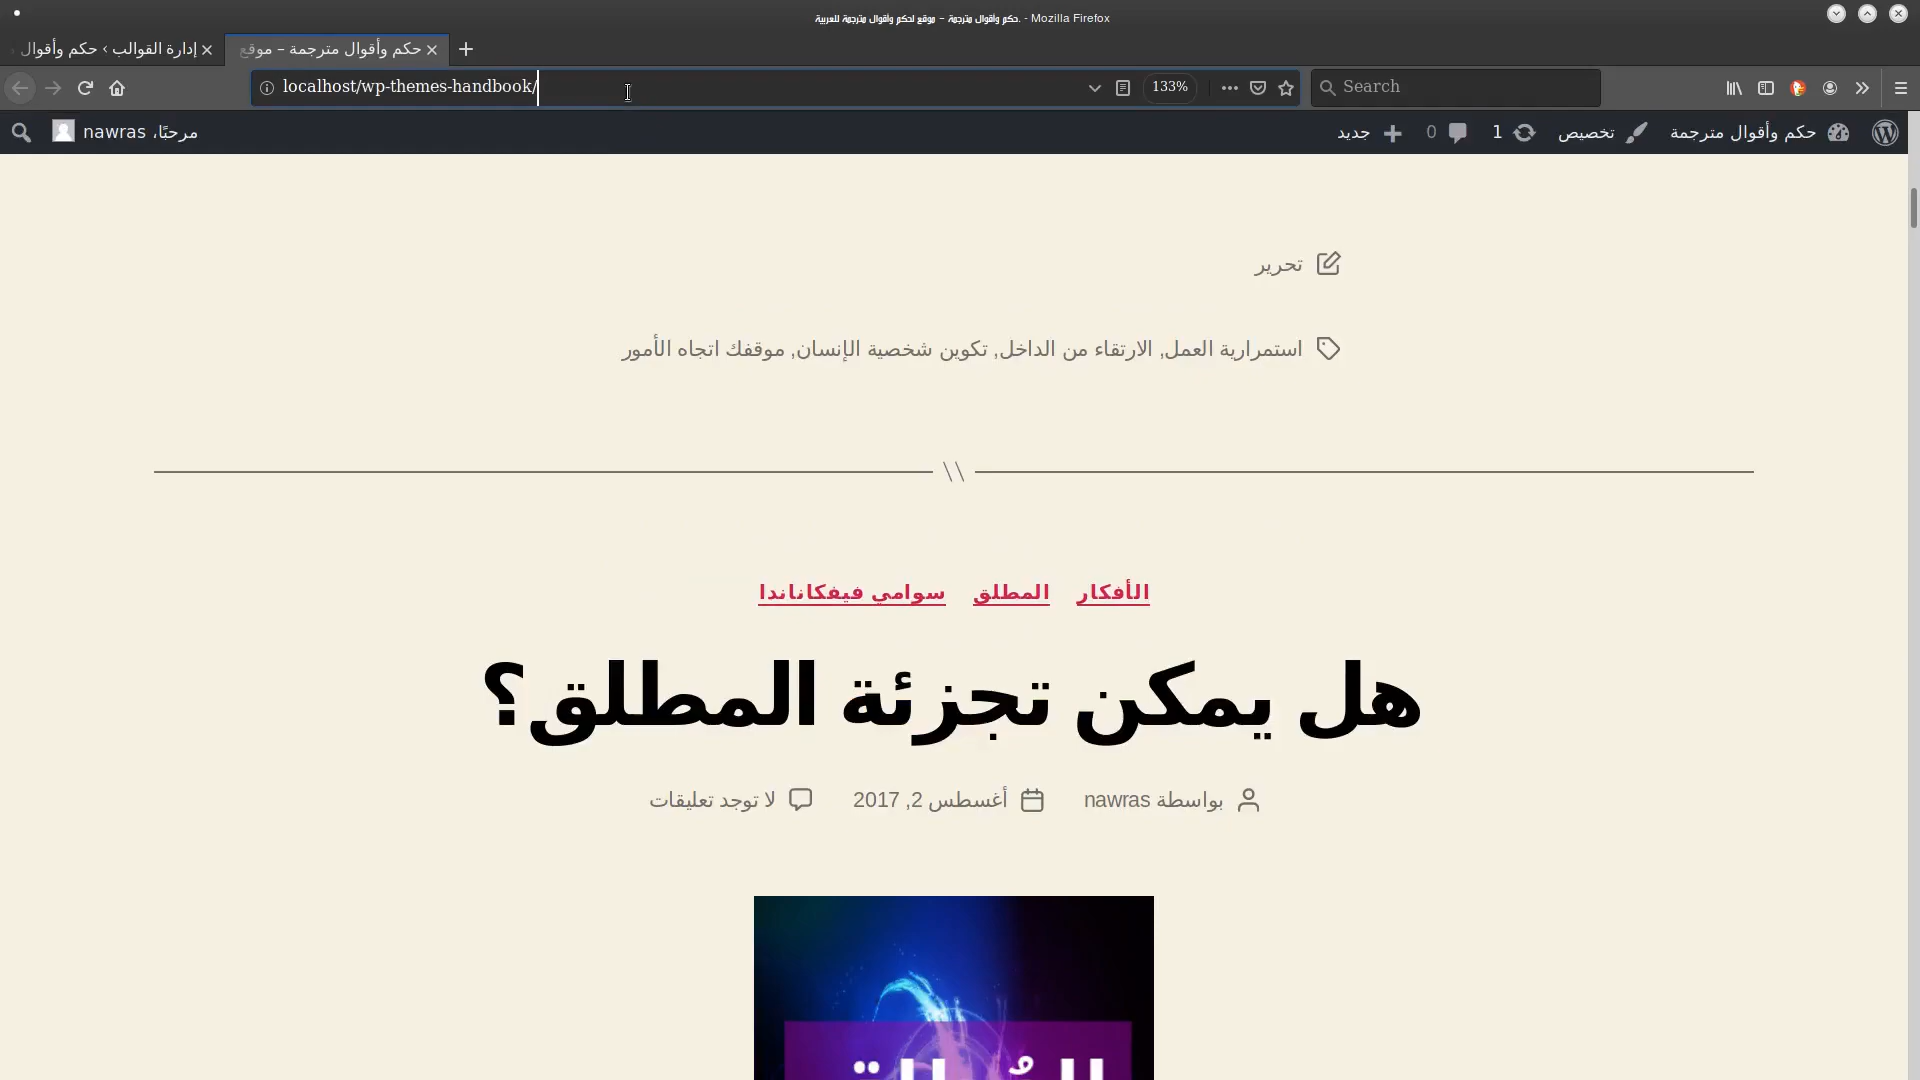 حكم وأقوال مترجمة – موقع لحكم وأقوال مترجمة للعربية. - Mozilla Firefox
إدارة القوالب › حكم وأقوال
حكم وأقوال مترجمة – موقع
localhost/wp-themes-handbook/
133%
Search
حكم وأقوال مترجمة
تخصيص
1
0
جديد
مرحبًا، nawras
تحرير
استمرارية العمل, الارتقاء من الداخل, تكوين شخصية الإنسان, موقفك اتجاه الأمور
الأفكار المطلق سوامي فيفكاناندا
هل يمكن تجزئة المطلق؟
بواسطة nawras
أغسطس 2, 2017
لا توجد تعليقات